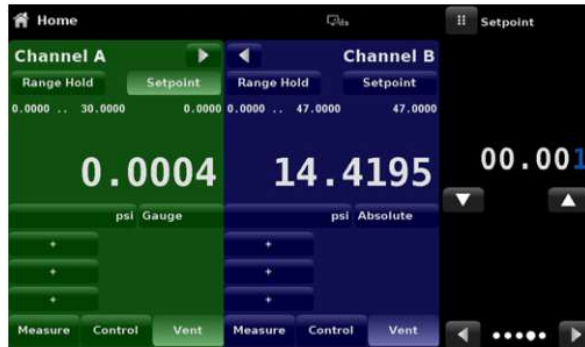 Home
Setpoint
Channel A
Channel B
Range Hold Setpoint
Range Hold Setpoint
0.0000 .. 30.0000 0.0000
0.0000 .. 47.0000 47.0000
0.0004
14.4195
00.001
psi Gauge
psi Absolute
+
+
+
+
+
+
Measure Control Vent
Measure Control Vent